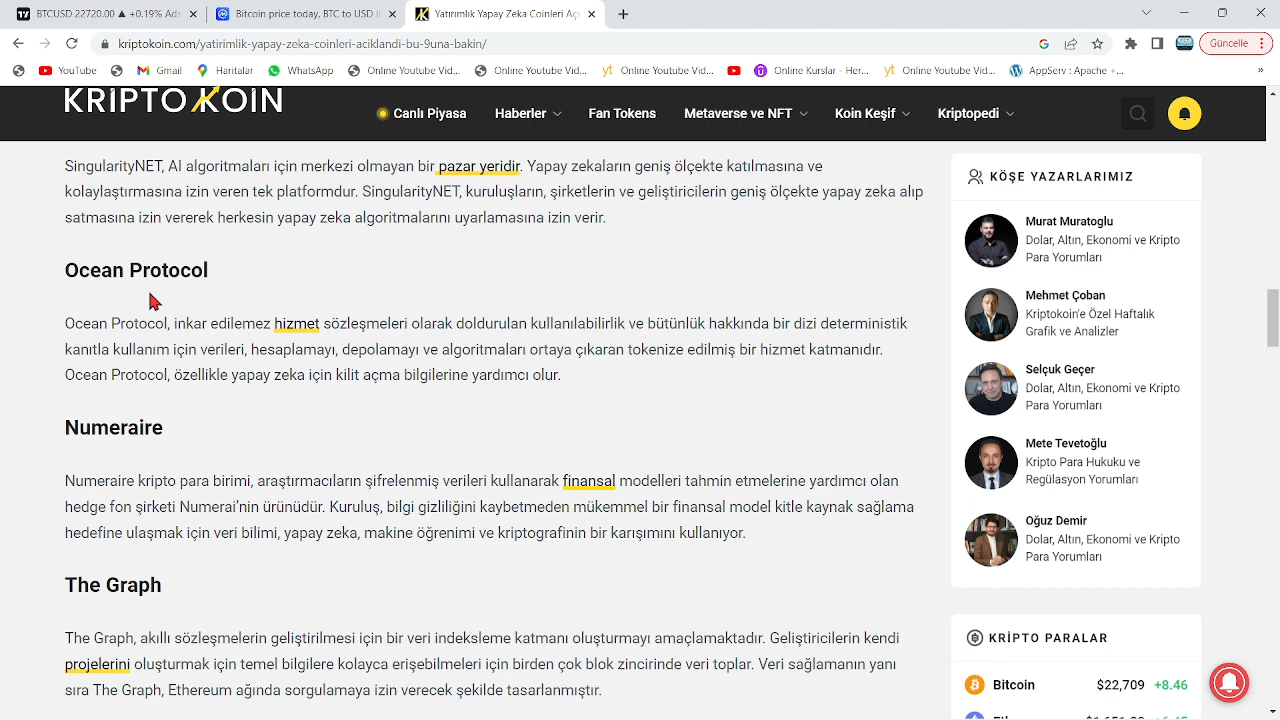 BTCUSD 22720.00 ▲ +0.19% Ads
Bitcoin price today, BTC to USD li
Yatırımlık Yapay Zeka Coinleri Açı
kriptokoin.com/yatirimlik-yapay-zeka-coinleri-aciklandi-bu-9una-bakin/
Güncelle
YouTube
Gmail
Haritalar
WhatsApp
Online Youtube Vid...
Online Youtube Vid...
Online Youtube Vid...
Online Kurslar - Her...
Online Youtube Vid...
AppServ : Apache +...
»
KRIPTOKOIN
Canlı Piyasa
Haberler
Fan Tokens
Metaverse ve NFT
Koin Keşif
Kriptopedi
SingularityNET, AI algoritmaları için merkezi olmayan bir pazar yeridir. Yapay zekaların geniş ölçekte katılmasına ve
kolaylaştırmasına izin veren tek platformdur. SingularityNET, kuruluşların, şirketlerin ve geliştiricilerin geniş ölçekte yapay zeka alıp
satmasına izin vererek herkesin yapay zeka algoritmalarını uyarlamasına izin verir.
Ocean Protocol
Ocean Protocol, inkar edilemez hizmet sözleşmeleri olarak doldurulan kullanılabilirlik ve bütünlük hakkında bir dizi deterministik
kanıtla kullanım için verileri, hesaplamayı, depolamayı ve algoritmaları ortaya çıkaran tokenize edilmiş bir hizmet katmanıdır.
Ocean Protocol, özellikle yapay zeka için kilit açma bilgilerine yardımcı olur.
Numeraire
Numeraire kripto para birimi, araştırmacıların şifrelenmiş verileri kullanarak finansal modelleri tahmin etmelerine yardımcı olan
hedge fon şirketi Numerai’nin ürünüdür. Kuruluş, bilgi gizliliğini kaybetmeden mükemmel bir finansal model kitle kaynak sağlama
hedefine ulaşmak için veri bilimi, yapay zeka, makine öğrenimi ve kriptografinin bir karışımını kullanıyor.
The Graph
The Graph, akıllı sözleşmelerin geliştirilmesi için bir veri indeksleme katmanı oluşturmayı amaçlamaktadır. Geliştiricilerin kendi
projelerini oluşturmak için temel bilgilere kolayca erişebilmeleri için birden çok blok zincirinde veri toplar. Veri sağlamanın yanı
sıra The Graph, Ethereum ağında sorgulamaya izin verecek şekilde tasarlanmıştır.
KÖŞE YAZARLARIMIZ
Murat Muratoglu
Dolar, Altın, Ekonomi ve Kripto
Para Yorumları
Mehmet Çoban
Kriptokoin'e Özel Haftalık
Grafik ve Analizler
Selçuk Geçer
Dolar, Altın, Ekonomi ve Kripto
Para Yorumları
Mete Tevetoğlu
Kripto Para Hukuku ve
Regülasyon Yorumları
Oğuz Demir
Dolar, Altın, Ekonomi ve Kripto
Para Yorumları
KRİPTO PARALAR
Bitcoin $22,709 +8.46